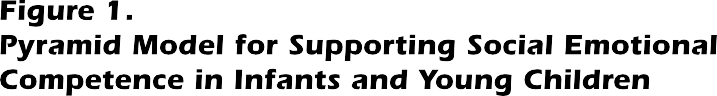 Figure 1.
Pyramid Model for Supporting Social Emotional
Competence in Infants and Young Children